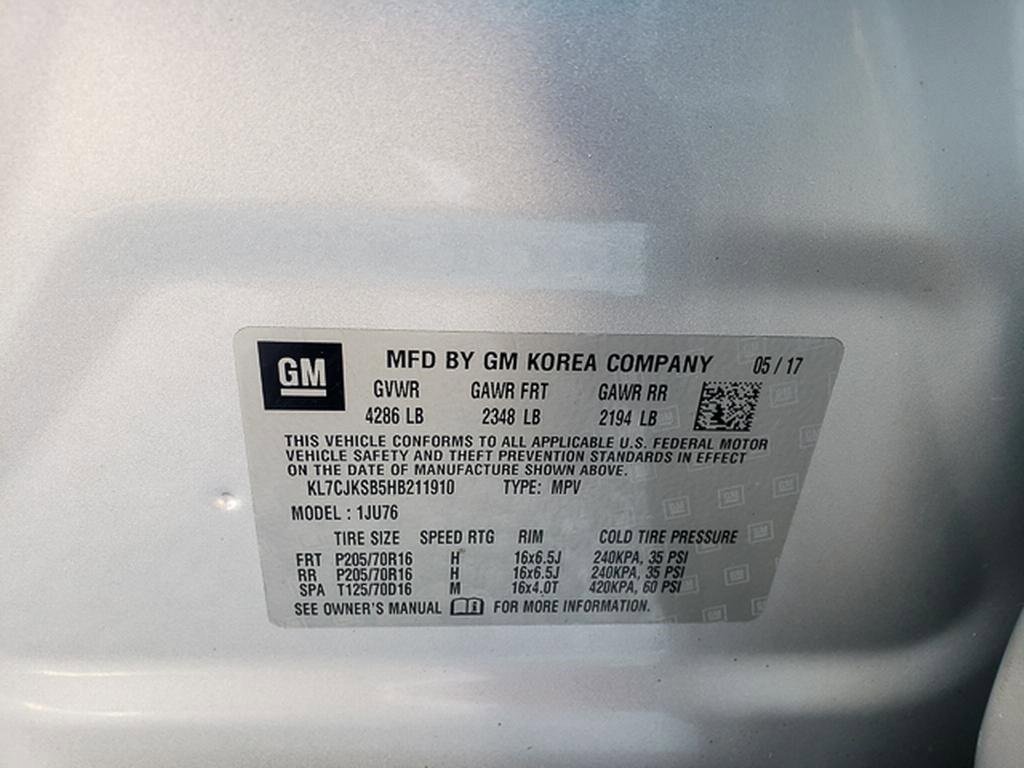 GM MFD BY GM KOREA COMPANY 05 / 17
GVWR GAWR FRT GAWR RR
4286 LB 2348 LB 2194 LB
THIS VEHICLE CONFORMS TO ALL APPLICABLE U.S. FEDERAL MOTOR
VEHICLE SAFETY AND THEFT PREVENTION STANDARDS IN EFFECT
ON THE DATE OF MANUFACTURE SHOWN ABOVE.
KL7CJKSB5HB211910 TYPE: MPV
MODEL : 1JU76
TIRE SIZE SPEED RTG RIM COLD TIRE PRESSURE
FRT P205/70R16 H 16x6.5J 240KPA, 35 PSI
RR P205/70R16 H 16x6.5J 240KPA, 35 PSI
SPA T125/70D16 M 16x4.0T 420KPA, 60 PSI
SEE OWNER'S MANUAL FOR MORE INFORMATION.